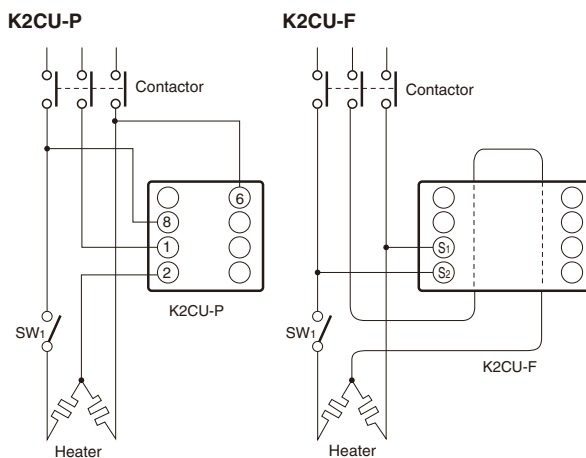 K2CU-P
Contactor
6
8
1
2
K2CU-P
SW1
Heater
K2CU-F
Contactor
S1
S2
K2CU-F
SW1
Heater